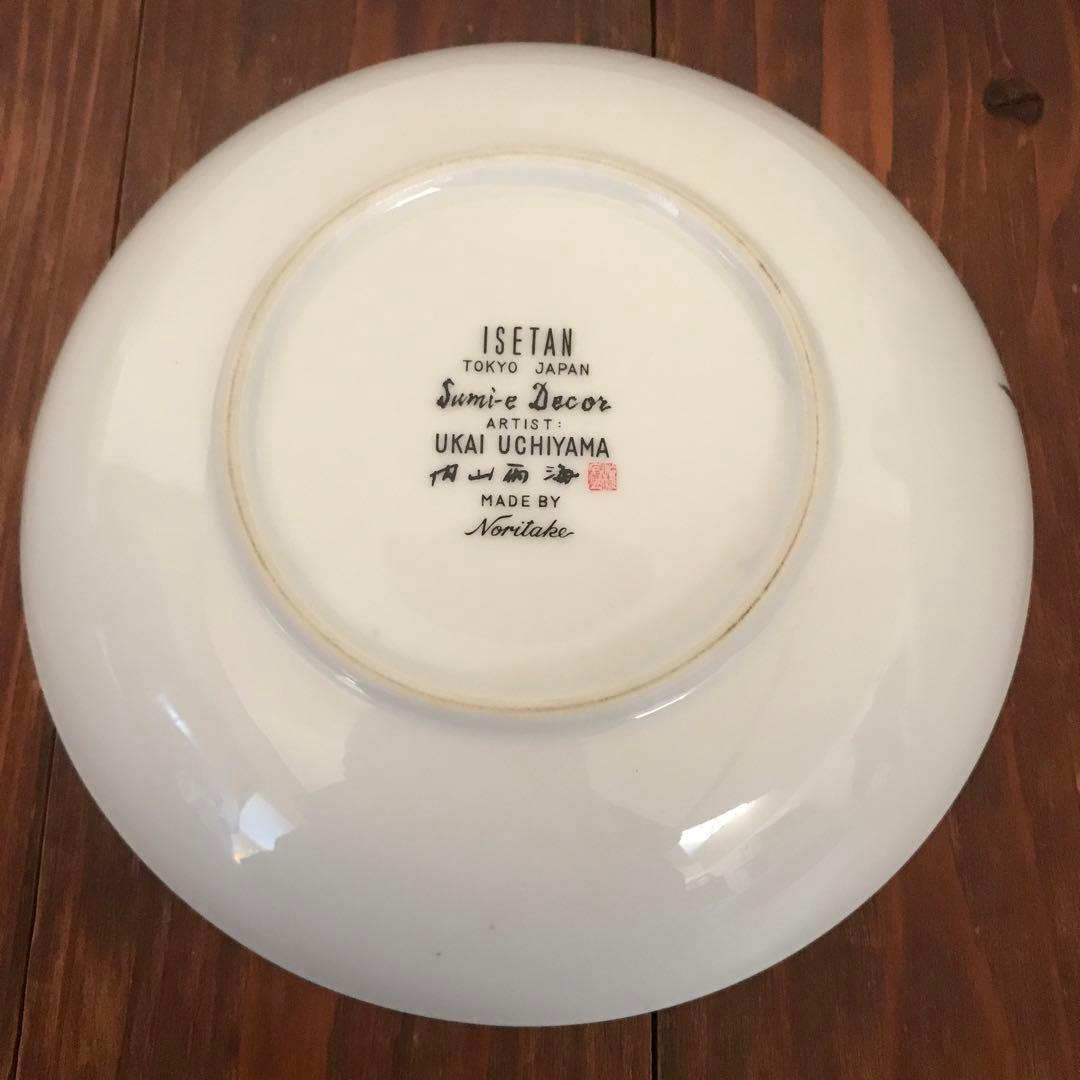 ISETAN
TOKYO JAPAN
Sumi-e Decor
ARTIST:
UKAI UCHIYAMA
内山雨海
MADE BY
Noritake